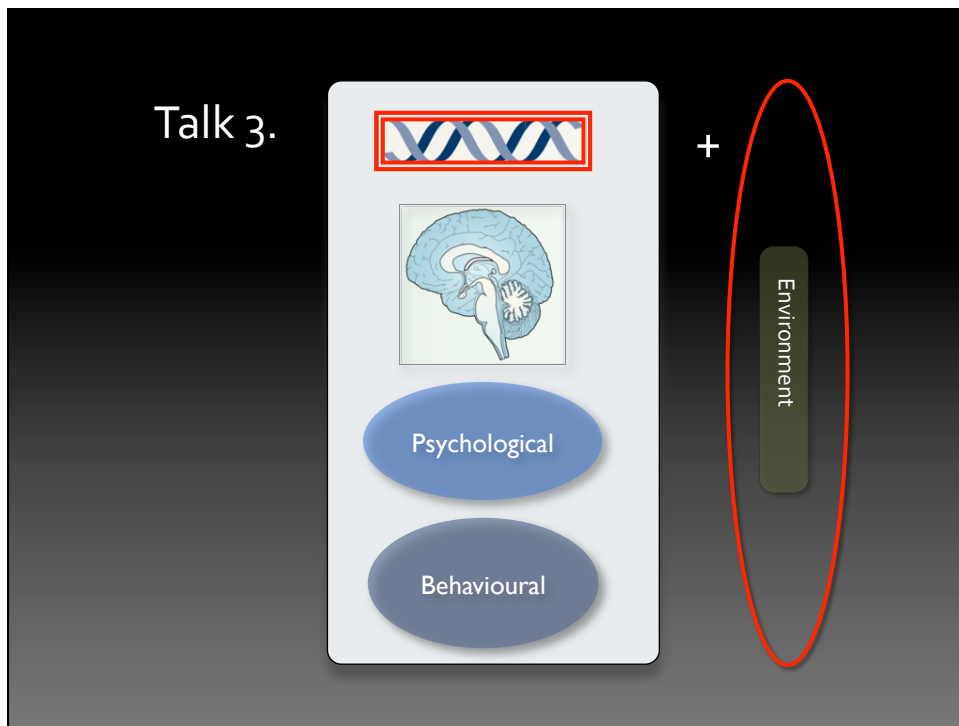 Talk 3.
+
Environment
Psychological
Behavioural